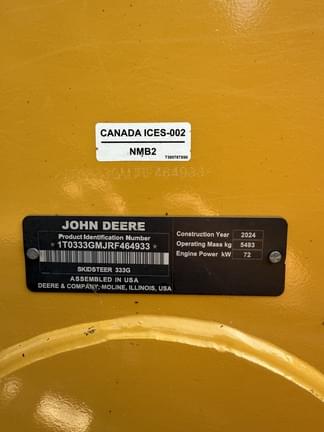 CANADA ICES-002
NMB2
GMJRF464933
JOHN DEERE
Product Identification Number
*1T0333GMJRF464933*
SKIDSTEER 333G
ASSEMBLED IN USA
DEERE & COMPANY, MOLINE, ILLINOIS, USA
Construction Year 2024
Operating Mass kg 5483
Engine Power kW 72